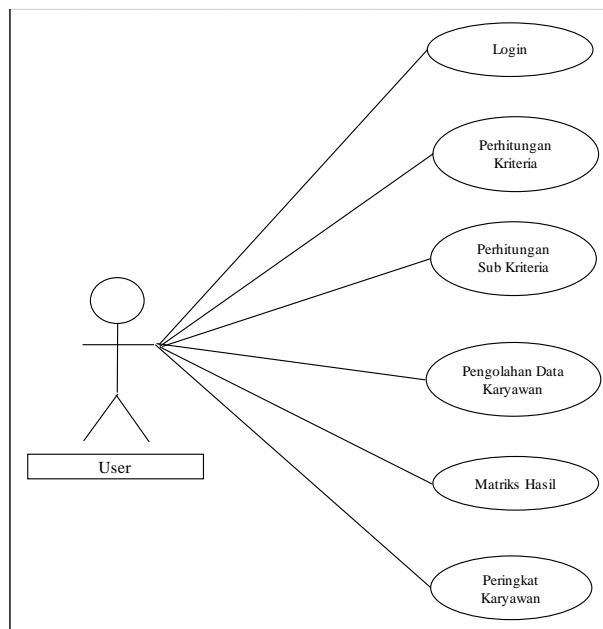 Login
Perhitungan
Kriteria
Perhitungan
Sub Kriteria
Pengolahan Data
Karyawan
User
Matriks Hasil
Peringkat
Karyawan